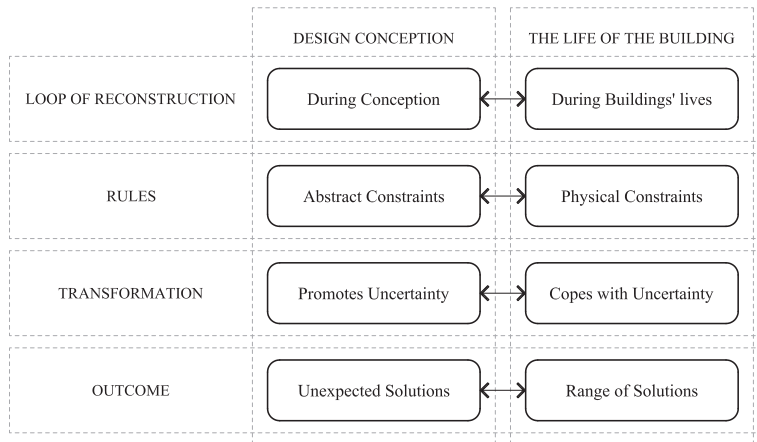 DESIGN CONCEPTION
THE LIFE OF THE BUILDING
LOOP OF RECONSTRUCTION
During Conception
During Buildings' lives
RULES
Abstract Constraints
Physical Constraints
TRANSFORMATION
Promotes Uncertainty
Copes with Uncertainty
OUTCOME
Unexpected Solutions
Range of Solutions